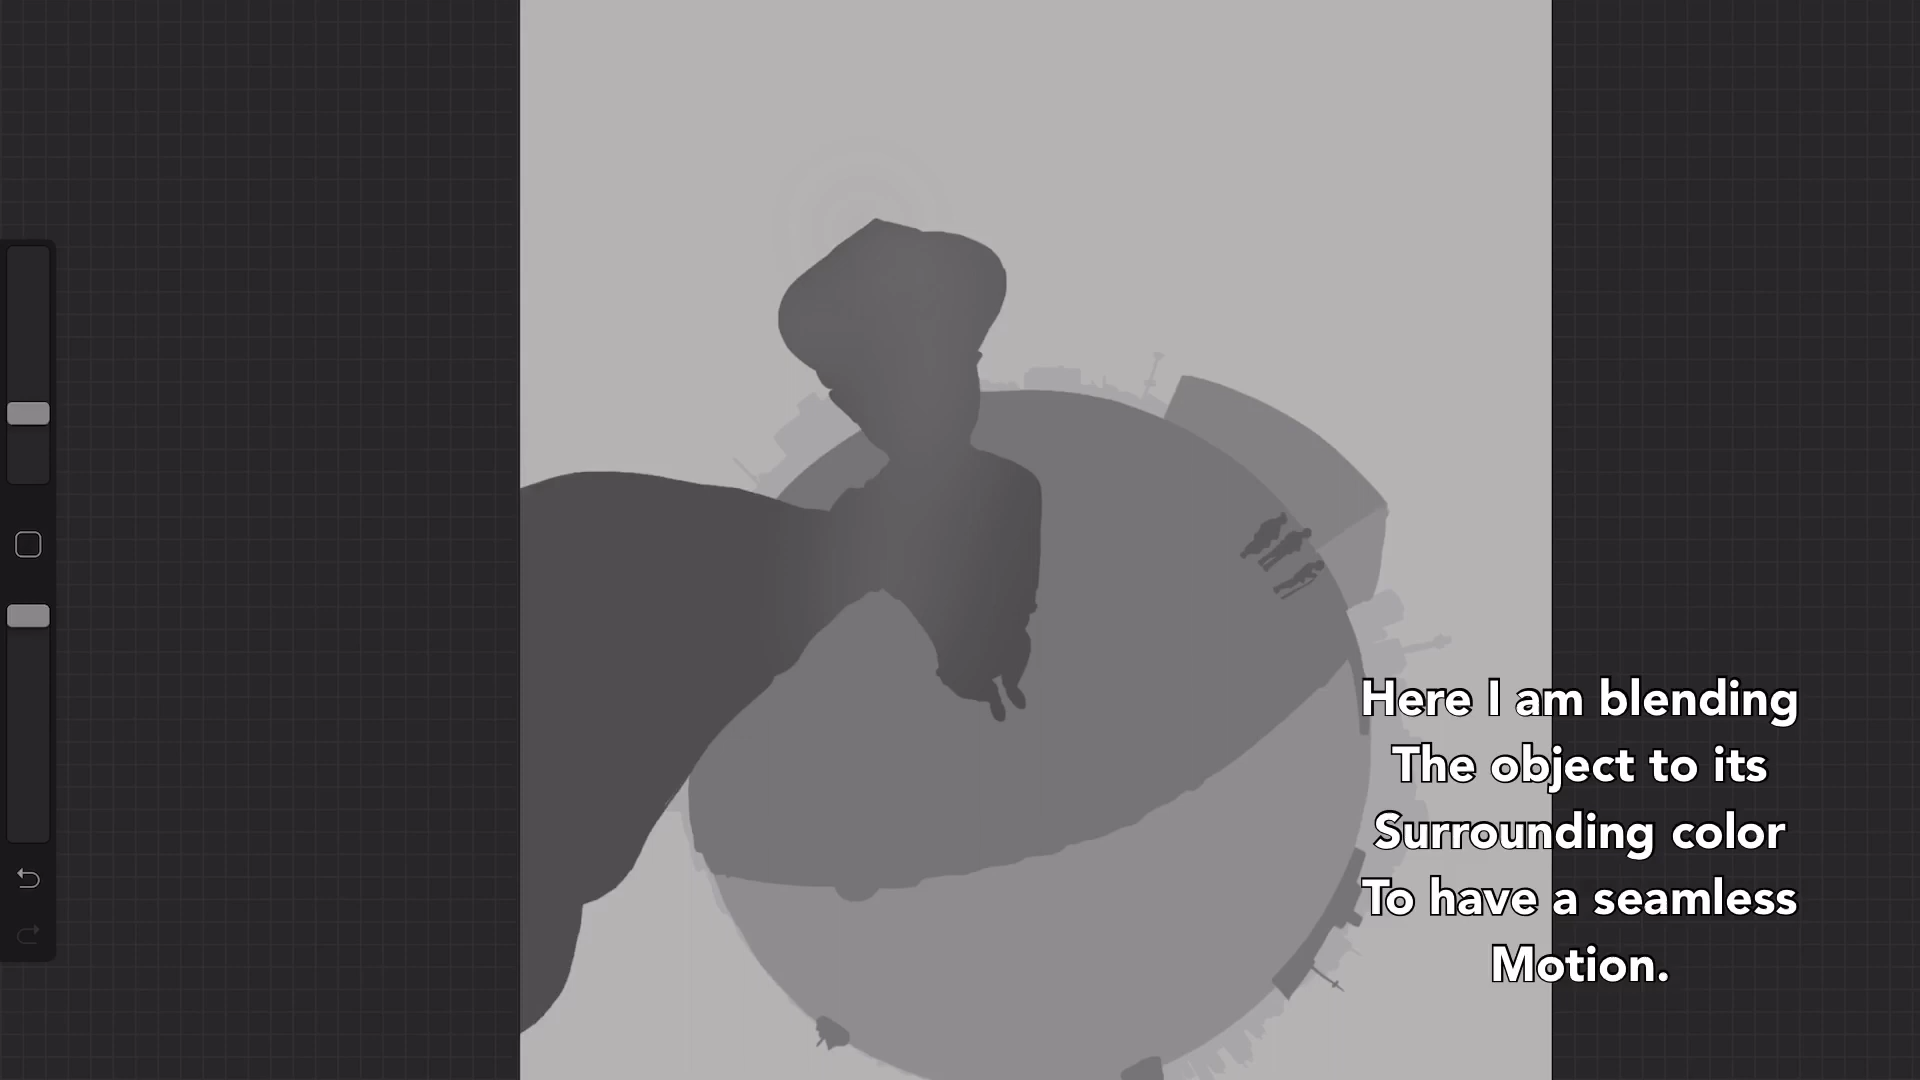 Here I am blending
The object to its
Surrounding color
To have a seamless
Motion.